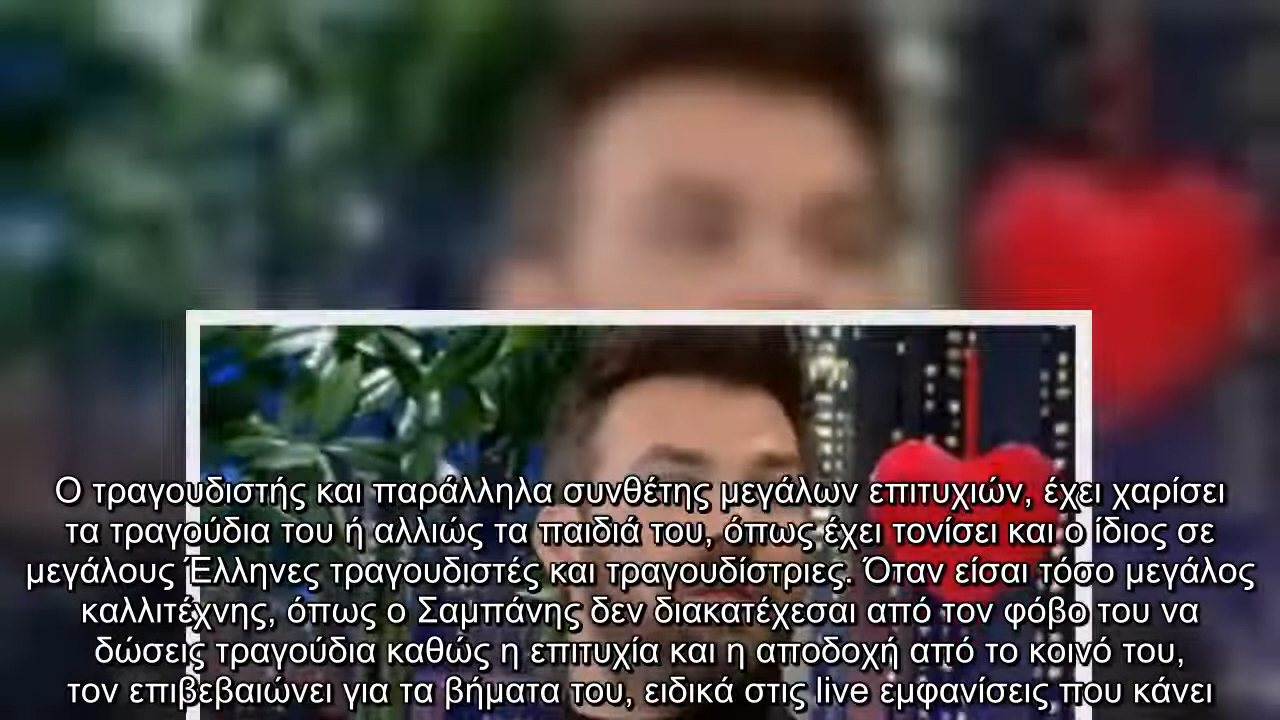 Ο τραγουδιστής και παράλληλα συνθέτης μεγάλων επιτυχιών, έχει χαρίσει
τα τραγούδια του ή αλλιώς τα παιδιά του, όπως έχει τονίσει και ο ίδιος σε
μεγάλους Έλληνες τραγουδιστές και τραγουδίστριες. Όταν είσαι τόσο μεγάλος
καλλιτέχνης, όπως ο Σαμπάνης δεν διακατέχεσαι από τον φόβο του να
δώσεις τραγούδια καθώς η επιτυχία και η αποδοχή από το κοινό του,
τον επιβεβαιώνει για τα βήματα του, ειδικά στις live εμφανίσεις που κάνει